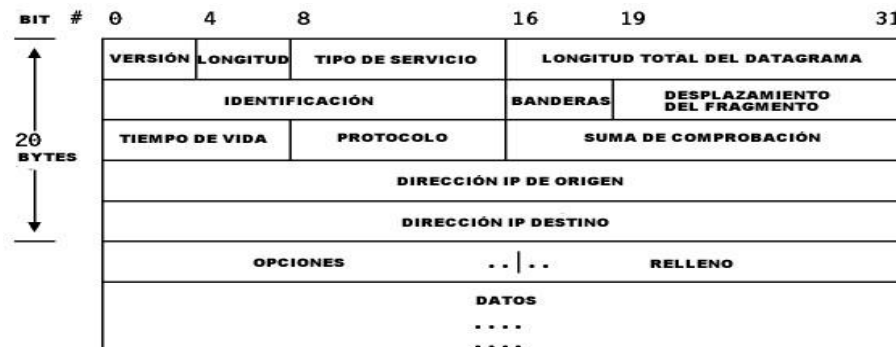 BIT # 0 4 8 16 19 31
VERSIÓN LONGITUD TIPO DE SERVICIO LONGITUD TOTAL DEL DATAGRAMA
IDENTIFICACIÓN BANDERAS DESPLAZAMIENTO
DEL FRAGMENTO
TIEMPO DE VIDA PROTOCOLO SUMA DE COMPROBACIÓN
20
BYTES
DIRECCIÓN IP DE ORIGEN
DIRECCIÓN IP DESTINO
OPCIONES ..|.. RELLENO
DATOS
....
....